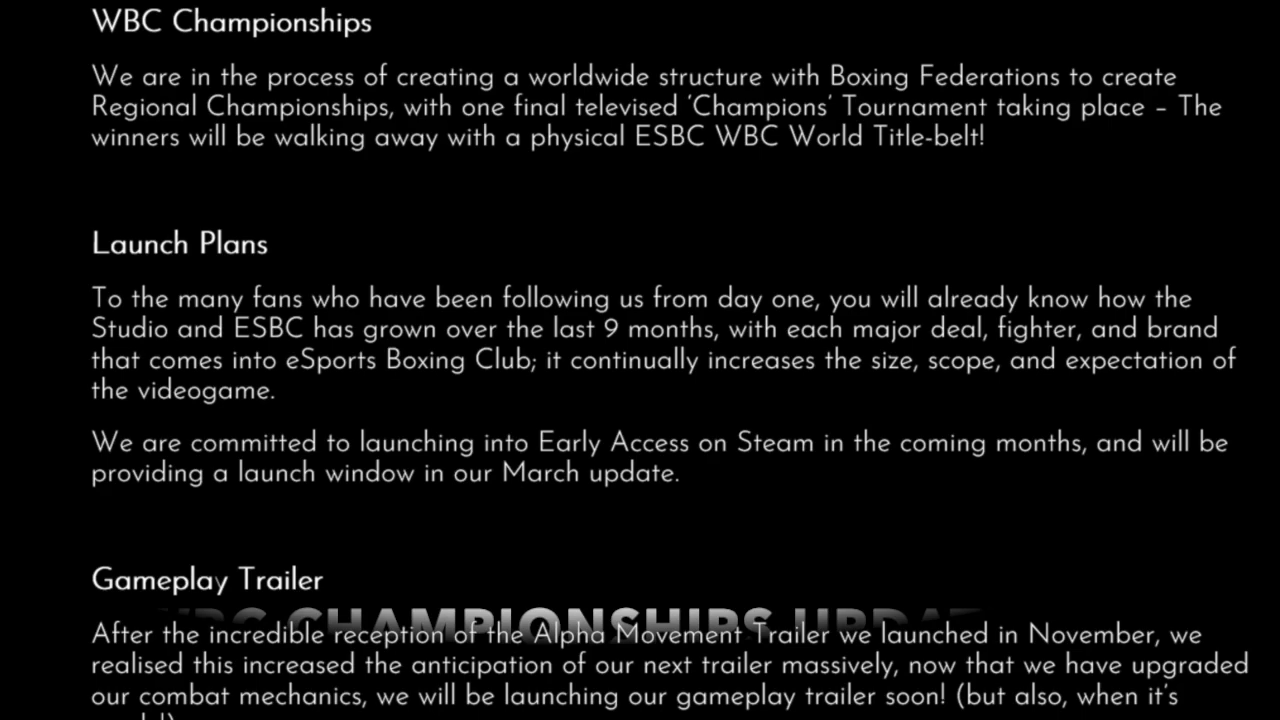 WBC Championships
We are in the process of creating a worldwide structure with Boxing Federations to create
Regional Championships, with one final televised ‘Champions’ Tournament taking place – The
winners will be walking away with a physical ESBC WBC World Title-belt!
Launch Plans
To the many fans who have been following us from day one, you will already know how the
Studio and ESBC has grown over the last 9 months, with each major deal, fighter, and brand
that comes into eSports Boxing Club; it continually increases the size, scope, and expectation of
the videogame.
We are committed to launching into Early Access on Steam in the coming months, and will be
providing a launch window in our March update.
Gameplay Trailer
CHAMPIONSHIPS
After the incredible reception of the Alpha Movement Trailer we launched in November, we
realised this increased the anticipation of our next trailer massively, now that we have upgraded
our combat mechanics, we will be launching our gameplay trailer soon! (but also, when it’s